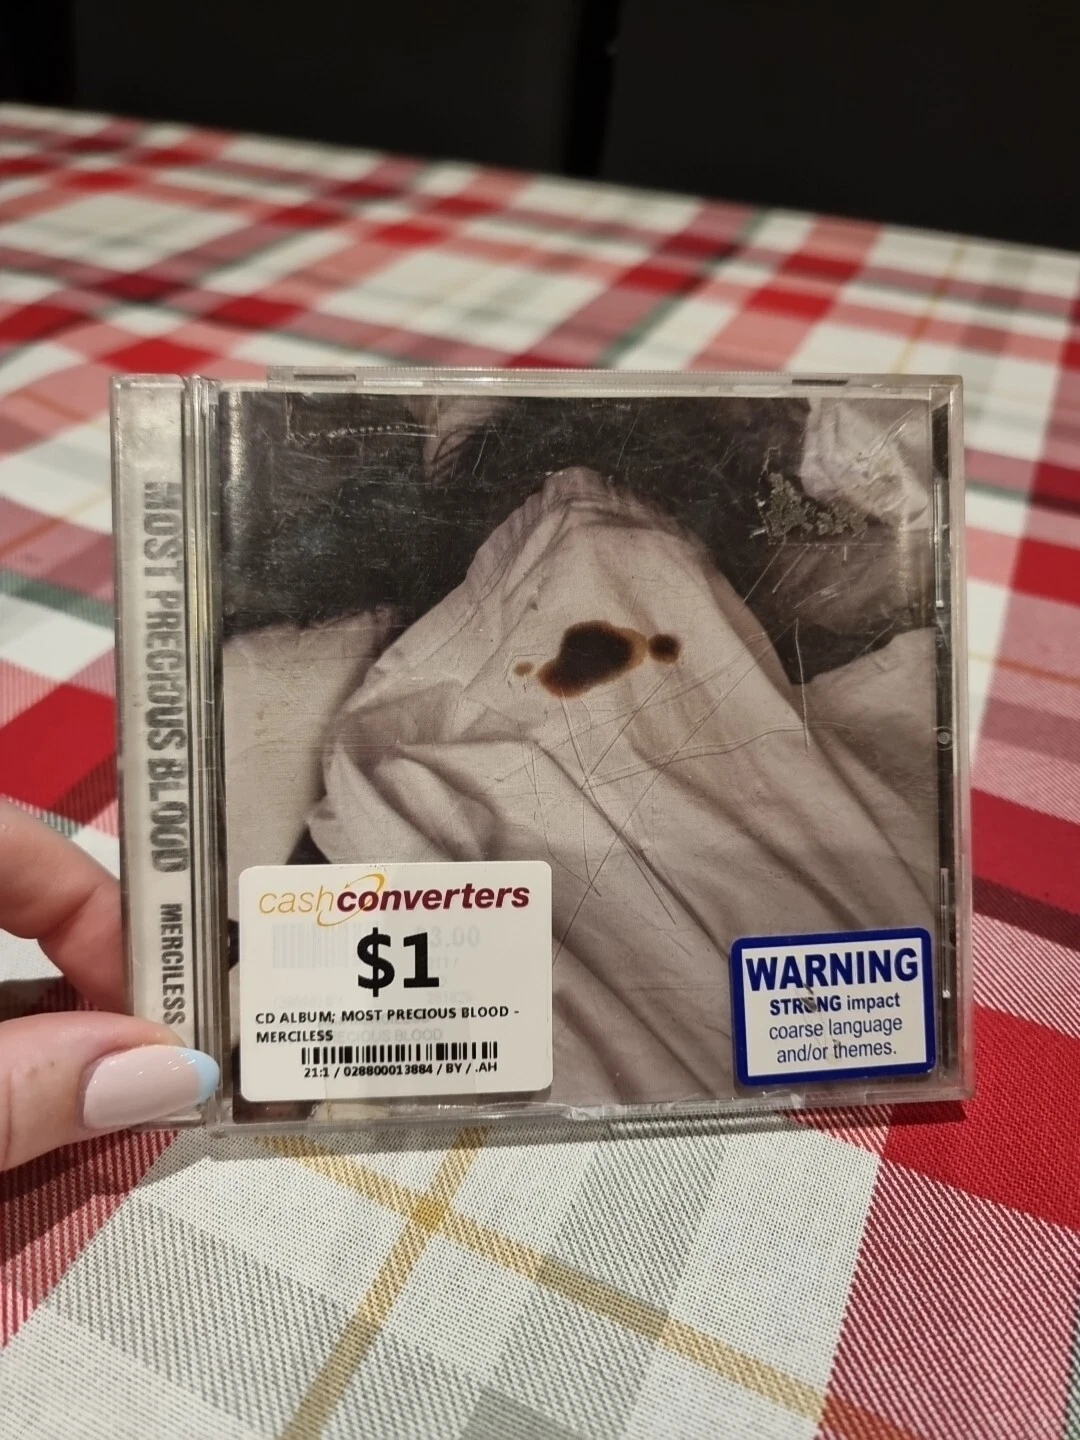 MOST PRECIOUS BLOOD MERCILESS
cashconverters
$1
CD ALBUM; MOST PRECIOUS BLOOD -
MERCILESS
21:1 / 028800013884 / BY / .AH
WARNING
STRONG impact
coarse language
and/or themes.